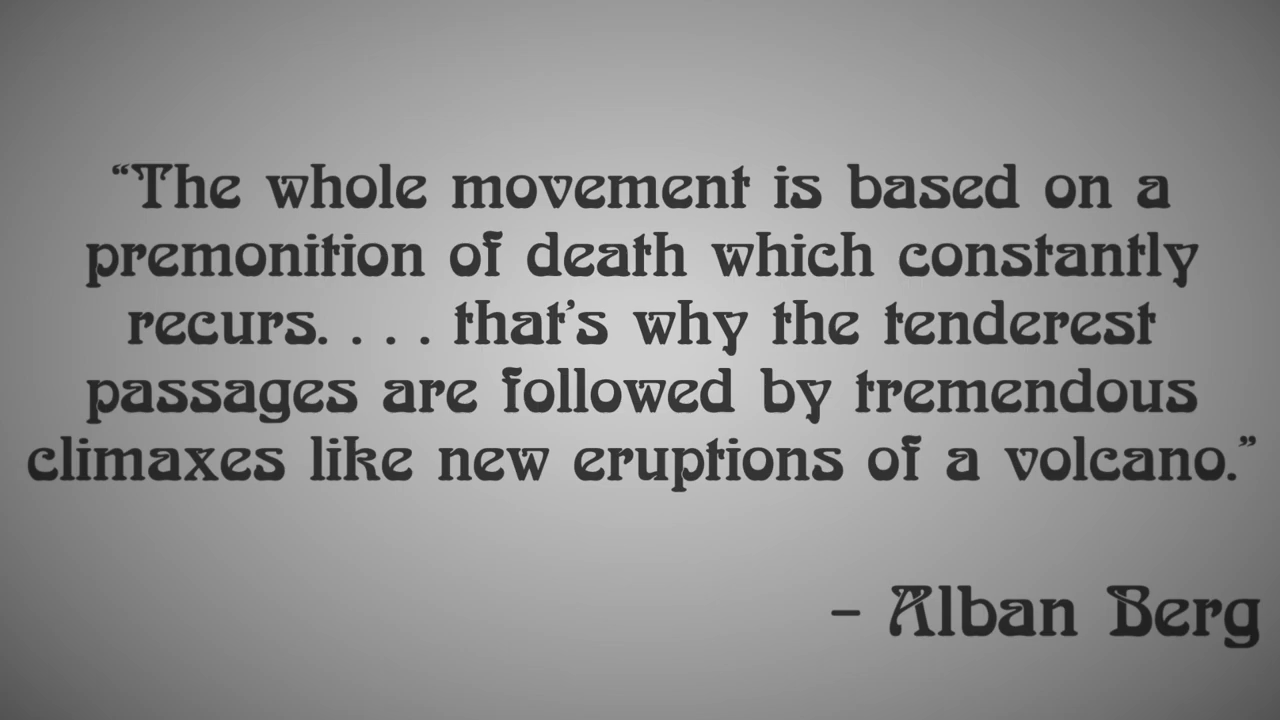 “The whole movement is based on a
premonition of death which constantly
recurs. . . . that’s why the tenderest
passages are followed by tremendous
climaxes like new eruptions of a volcano.”
– Alban Berg